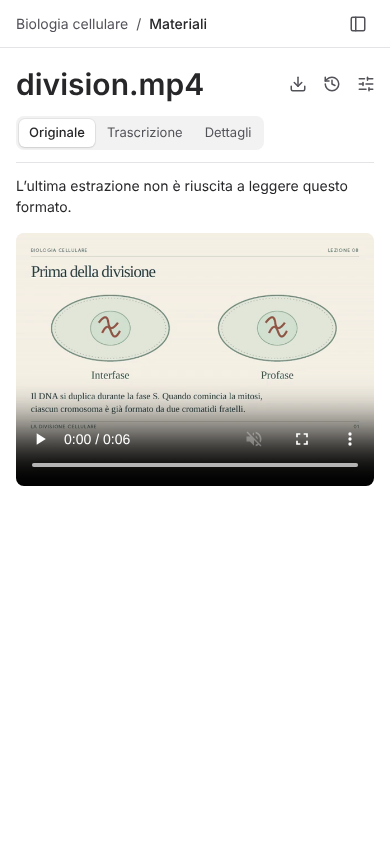 Biologia cellulare / Materiali
division.mp4
Originale Trascrizione Dettagli
L'ultima estrazione non è riuscita a leggere questo
formato.
BIOLOGIA CELLULARE LEZIONE 08
Prima della divisione
Interfase Profase
Il DNA si duplica durante la fase S. Quando comincia la mitosi,
ciascun cromosoma è già formato da due cromatidi fratelli.
LA DIVISIONE CELLULARE
0:00 / 0:06